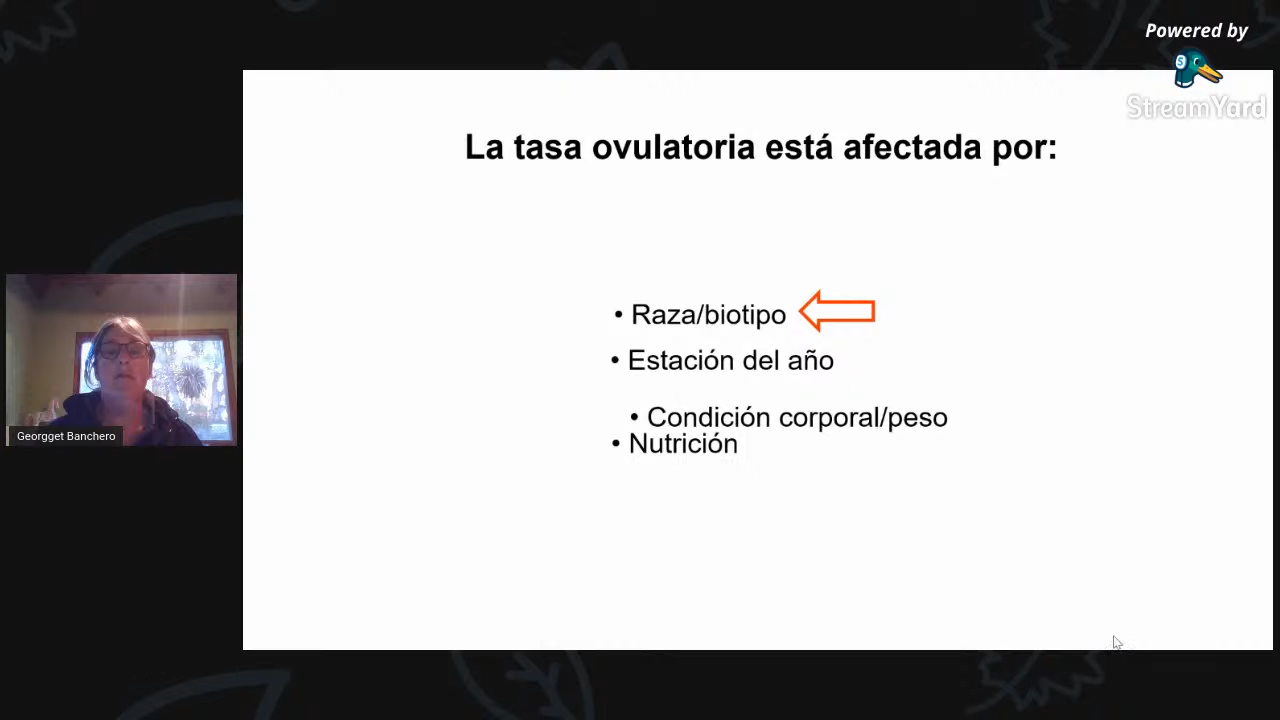 Powered by
StreamYard
La tasa ovulatoria está afectada por:
• Raza/biotipo
• Estación del año
• Condición corporal/peso
• Nutrición
Georgget Banchero